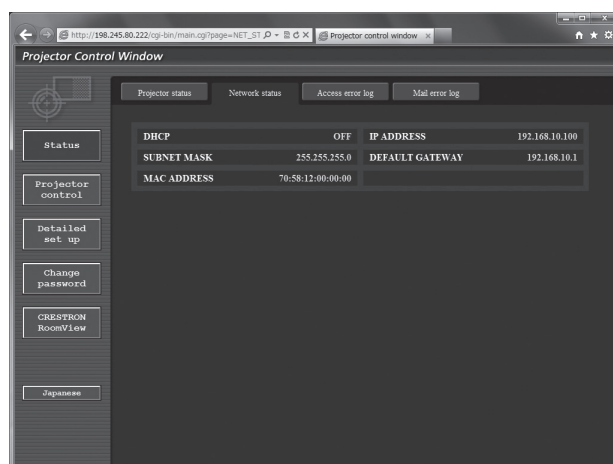 http://198.245.80.222/cgi-bin/main.cgi?page=NET_ST
Projector control window
Projector Control Window
Projector status
Network status
Access error log
Mail error log
Status
Projector control
Detailed set up
Change password
CRESTRON RoomView
Japanese
DHCP OFF
IP ADDRESS 192.168.10.100
SUBNET MASK 255.255.255.0
DEFAULT GATEWAY 192.168.10.1
MAC ADDRESS 70:58:12:00:00:00